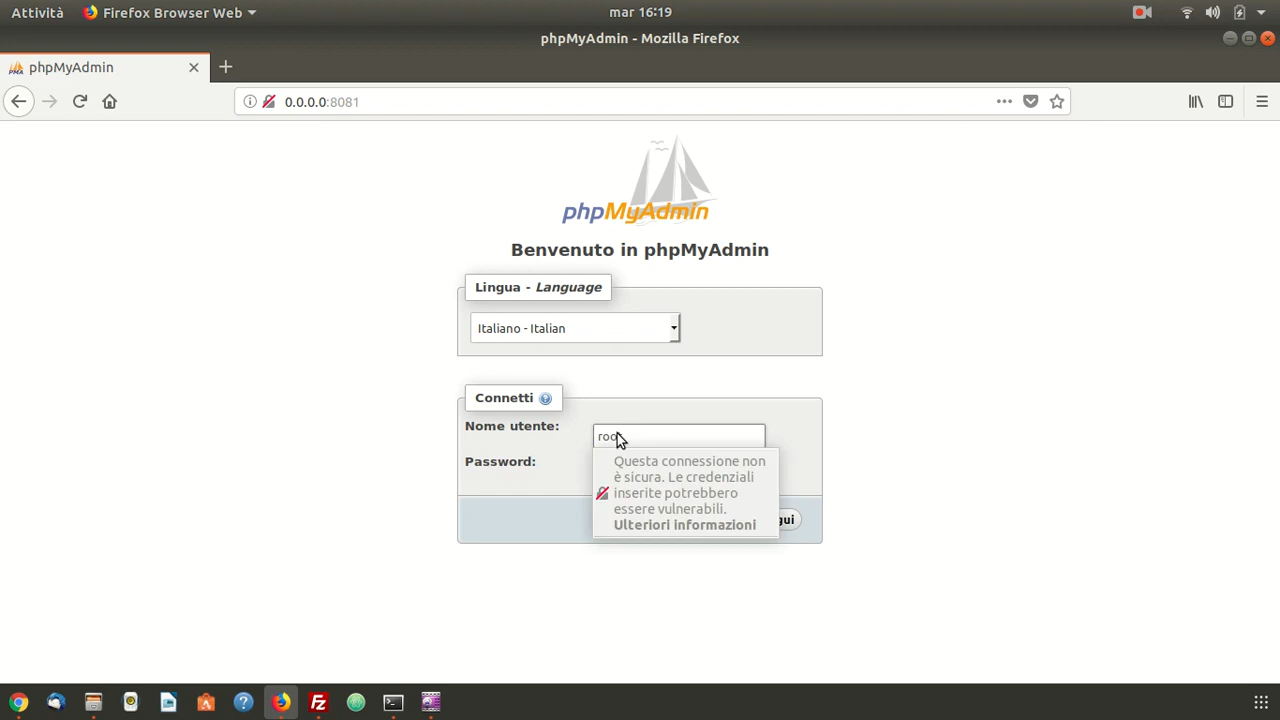 Attività
Firefox Browser Web
mar 16:19
phpMyAdmin - Mozilla Firefox
phpMyAdmin
0.0.0.0:8081
phpMyAdmin
Benvenuto in phpMyAdmin
Lingua - Language
Italiano - Italian
Connetti
Nome utente:
Password:
Questa connessione non
è sicura. Le credenziali
inserite potrebbero
essere vulnerabili.
Ulteriori informazioni